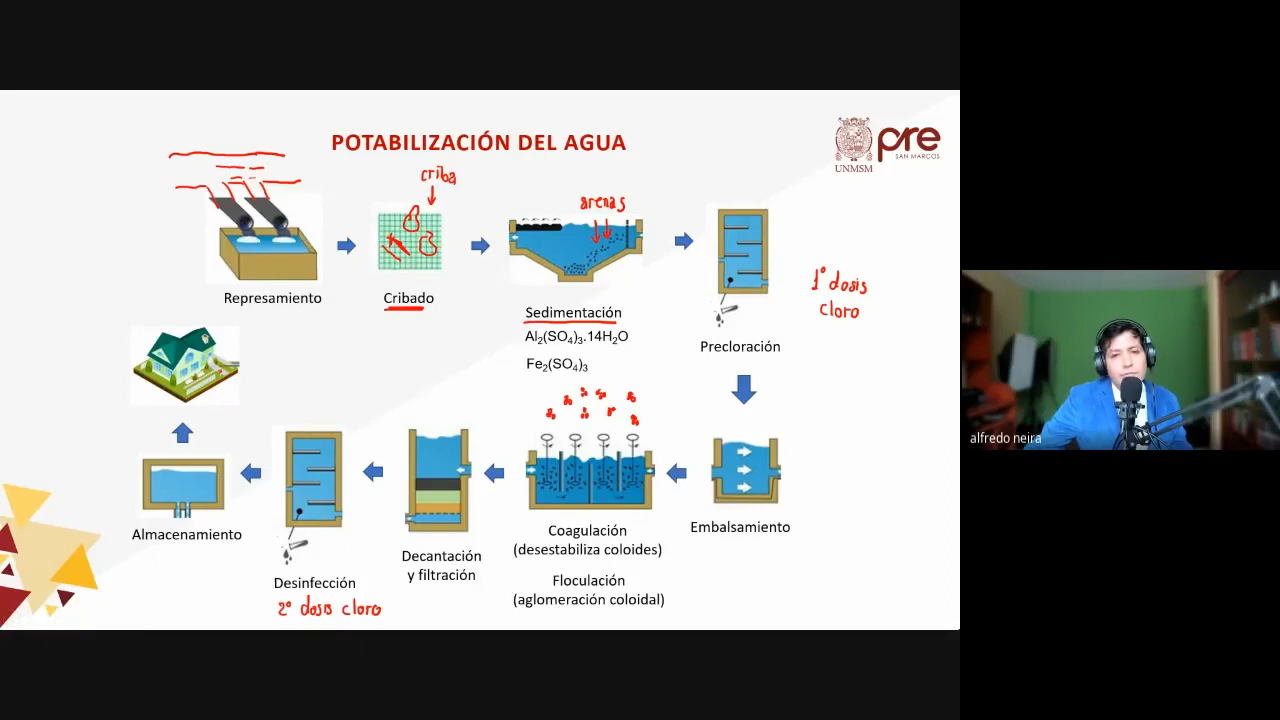 POTABILIZACIÓN DEL AGUA
UNMSM
pre
SAN MARCOS
criba
arenas
Represamiento
Cribado
Sedimentación
Al₂(SO₄)₃.14H₂O
Fe₂(SO₄)₃
Precloración
1° dosis
cloro
alfredo neira
Almacenamiento
Desinfección
2° dosis cloro
Decantación
y filtración
Coagulación
(desestabiliza coloides)
Floculación
(aglomeración coloidal)
Embalsamiento